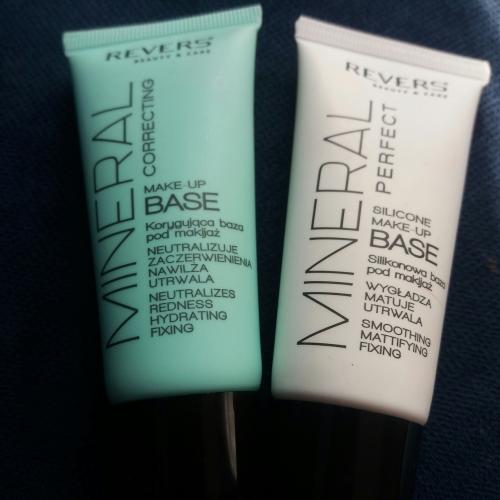 REVERS
BEAUTY & CARE
MINERAL
CORRECTING
MAKE-UP
BASE
Korygująca baza
pod makijaż
NEUTRALIZUJE
ZACZERWIENIENIA
NAWILŻA
UTRWALA
NEUTRALIZES
REDNESS
HYDRATING
FIXING
REVERS
BEAUTY & CARE
MINERAL
PERFECT
SILICONE
MAKE-UP
BASE
Silikonowa baza
pod makijaż
WYGŁADZA
MATUJE
UTRWALA
SMOOTHING
MATTIFYING
FIXING